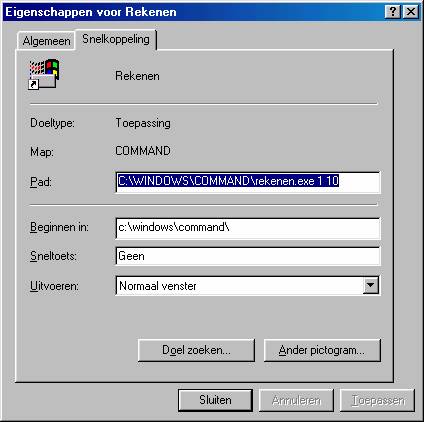 Eigenschappen voor Rekenen
Algemeen Snelkoppeling
Rekenen
Doeltype: Toepassing
Map: COMMAND
Pad: C:\WINDOWS\COMMAND\rekenen.exe 1 10
Beginnen in: c:\windows\command\
Sneltoets: Geen
Uitvoeren: Normaal venster
Doel zoeken... Ander pictogram...
Sluiten Annuleren Toepassen